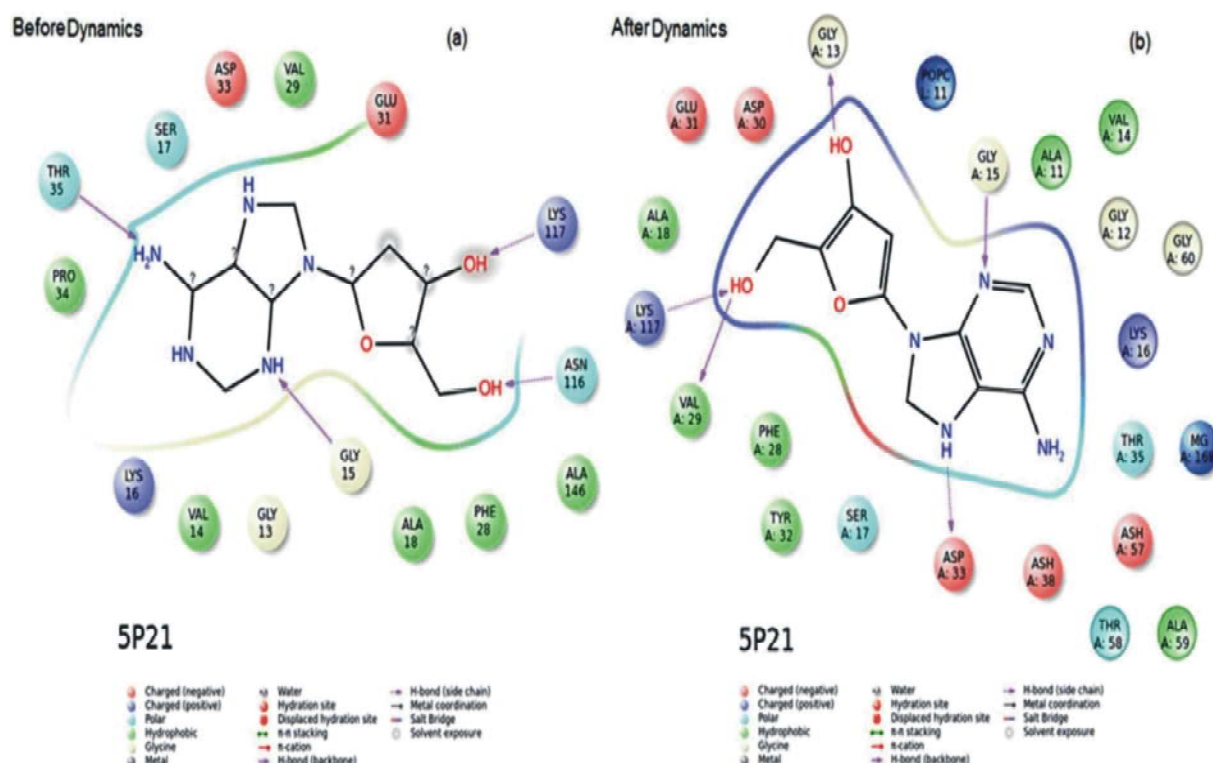 Before Dynamics
(a)
ASP
33
VAL
29
GLU
31
SER
17
THR
35
LYS
117
H
N
H₂N
?
?
?
N
?
?
OH
PRO
34
?
O
HN
NH
ASN
116
OH
GLY
15
LYS
16
VAL
14
GLY
13
ALA
18
PHE
28
ALA
146
5P21
Charged (negative)
Charged (positive)
Polar
Hydrophobic
Glycine
Metal
Water
Hydration site
Displaced hydration site
π-π stacking
π-cation
H-bond (backbone)
H-bond (side chain)
Metal coordination
Salt Bridge
Solvent exposure
After Dynamics
(b)
GLY
A: 13
POPC
L: 11
GLU
A: 31
ASP
A: 30
VAL
A: 14
HO
GLY
A: 15
ALA
A: 11
ALA
A: 18
GLY
A: 12
GLY
A: 60
HO
N
LYS
A: 117
O
N
N
LYS
A: 16
VAL
A: 29
PHE
A: 28
N
H
NH₂
THR
A: 35
MG
A: 168
TYR
A: 32
SER
A: 17
ASP
A: 33
ASH
A: 38
ASH
A: 57
THR
A: 58
ALA
A: 59
5P21
Charged (negative)
Charged (positive)
Polar
Hydrophobic
Glycine
Metal
Water
Hydration site
Displaced hydration site
π-π stacking
π-cation
H-bond (backbone)
H-bond (side chain)
Metal coordination
Salt Bridge
Solvent exposure